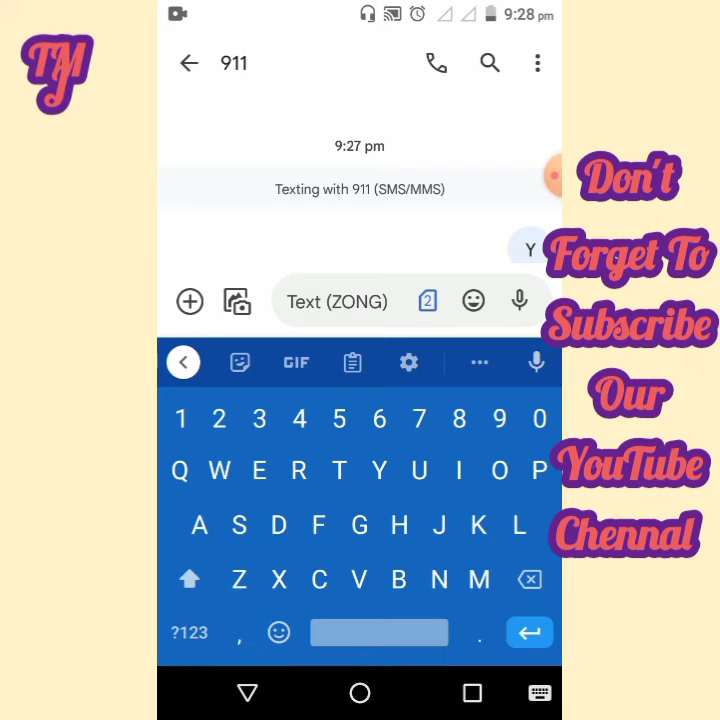 TMJ
9:28 pm
911
9:27 pm
Texting with 911 (SMS/MMS)
Y
Text (ZONG)
2
GIF
1 2 3 4 5 6 7 8 9 0
Q W E R T Y U I O P
A S D F G H J K L
Z X C V B N M
?123 , .
Don't
Forget To
Subscribe
Our
YouTube
Chennal